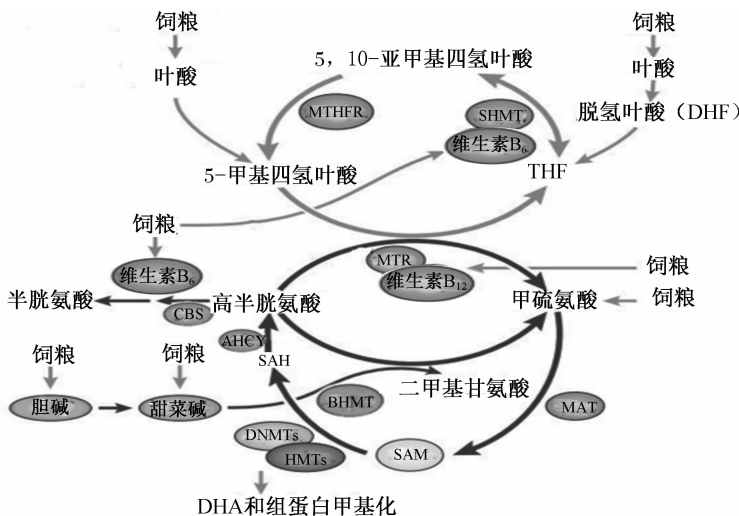 饲粮
饲粮
叶酸
5，10-亚甲基四氢叶酸
叶酸
MTHFR
SHMT
维生素B₆
脱氢叶酸（DHF）
5-甲基四氢叶酸
THF
饲粮
维生素B₆
MTR
维生素B₁₂
饲粮
半胱氨酸
CBS
高半胱氨酸
甲硫氨酸
饲粮
AHCY
SAH
饲粮
饲粮
二甲基甘氨酸
胆碱
甜菜碱
BHMT
MAT
DNMTs
HMTs
SAM
DHA和组蛋白甲基化